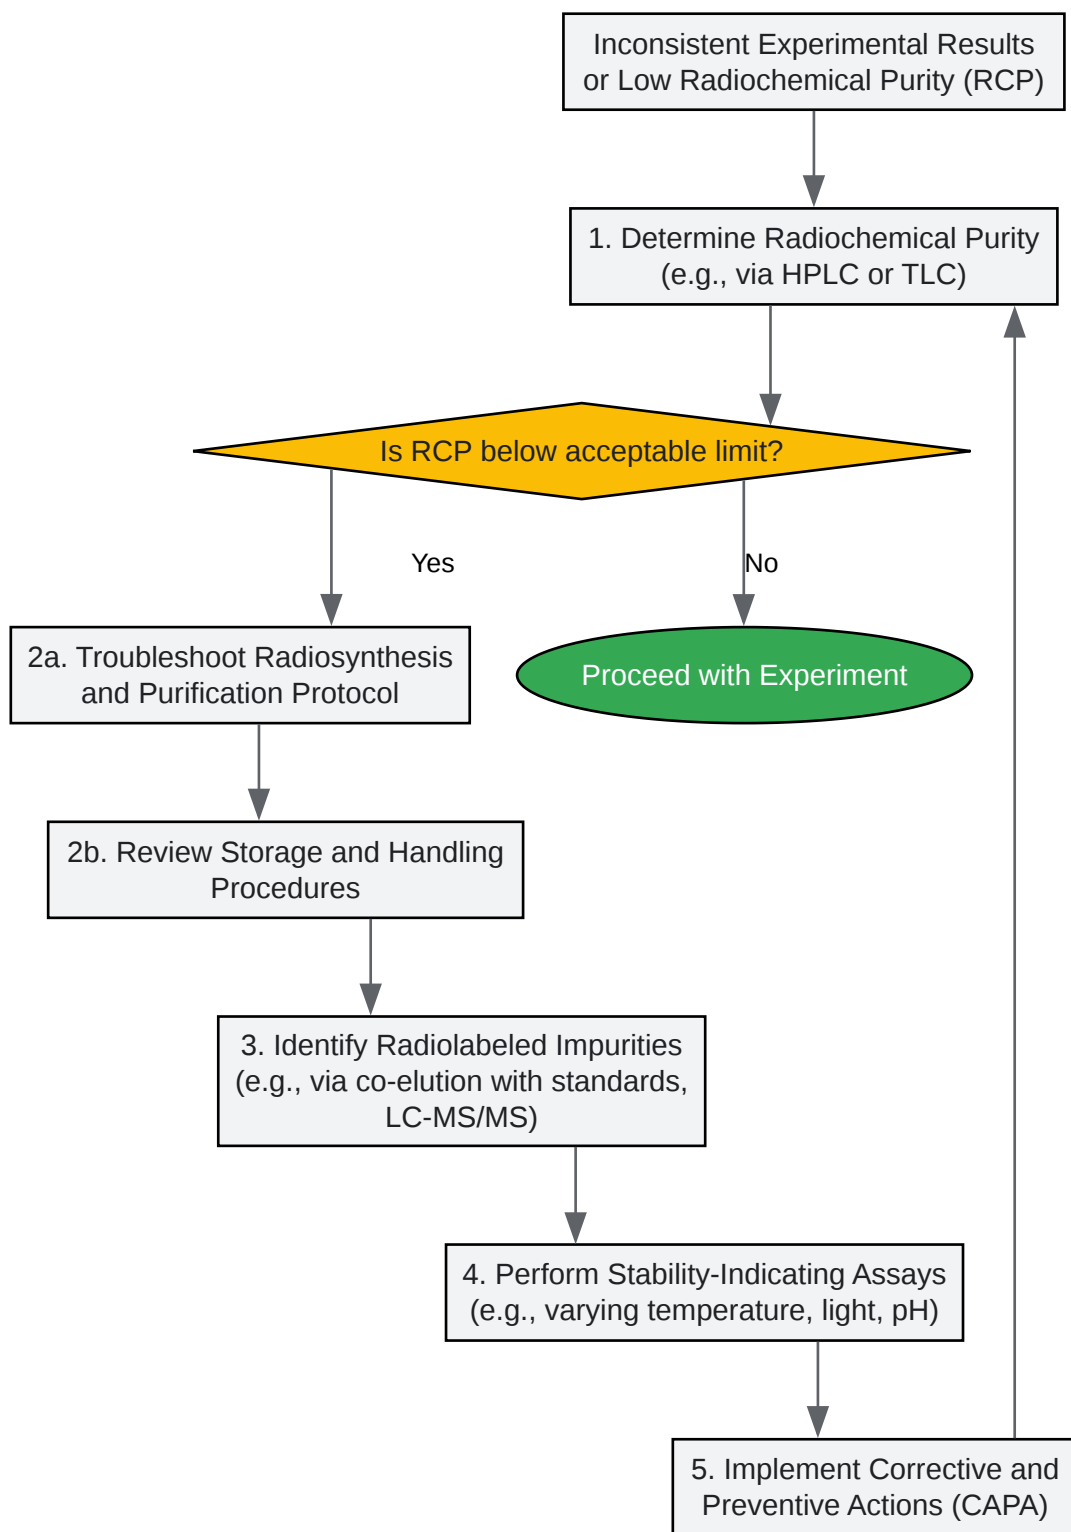 Inconsistent Experimental Results
or Low Radiochemical Purity (RCP)
1. Determine Radiochemical Purity
(e.g., via HPLC or TLC)
Is RCP below acceptable limit?
Yes
No
2a. Troubleshoot Radiosynthesis
and Purification Protocol
Proceed with Experiment
2b. Review Storage and Handling
Procedures
3. Identify Radiolabeled Impurities
(e.g., via co-elution with standards,
LC-MS/MS)
4. Perform Stability-Indicating Assays
(e.g., varying temperature, light, pH)
5. Implement Corrective and
Preventive Actions (CAPA)